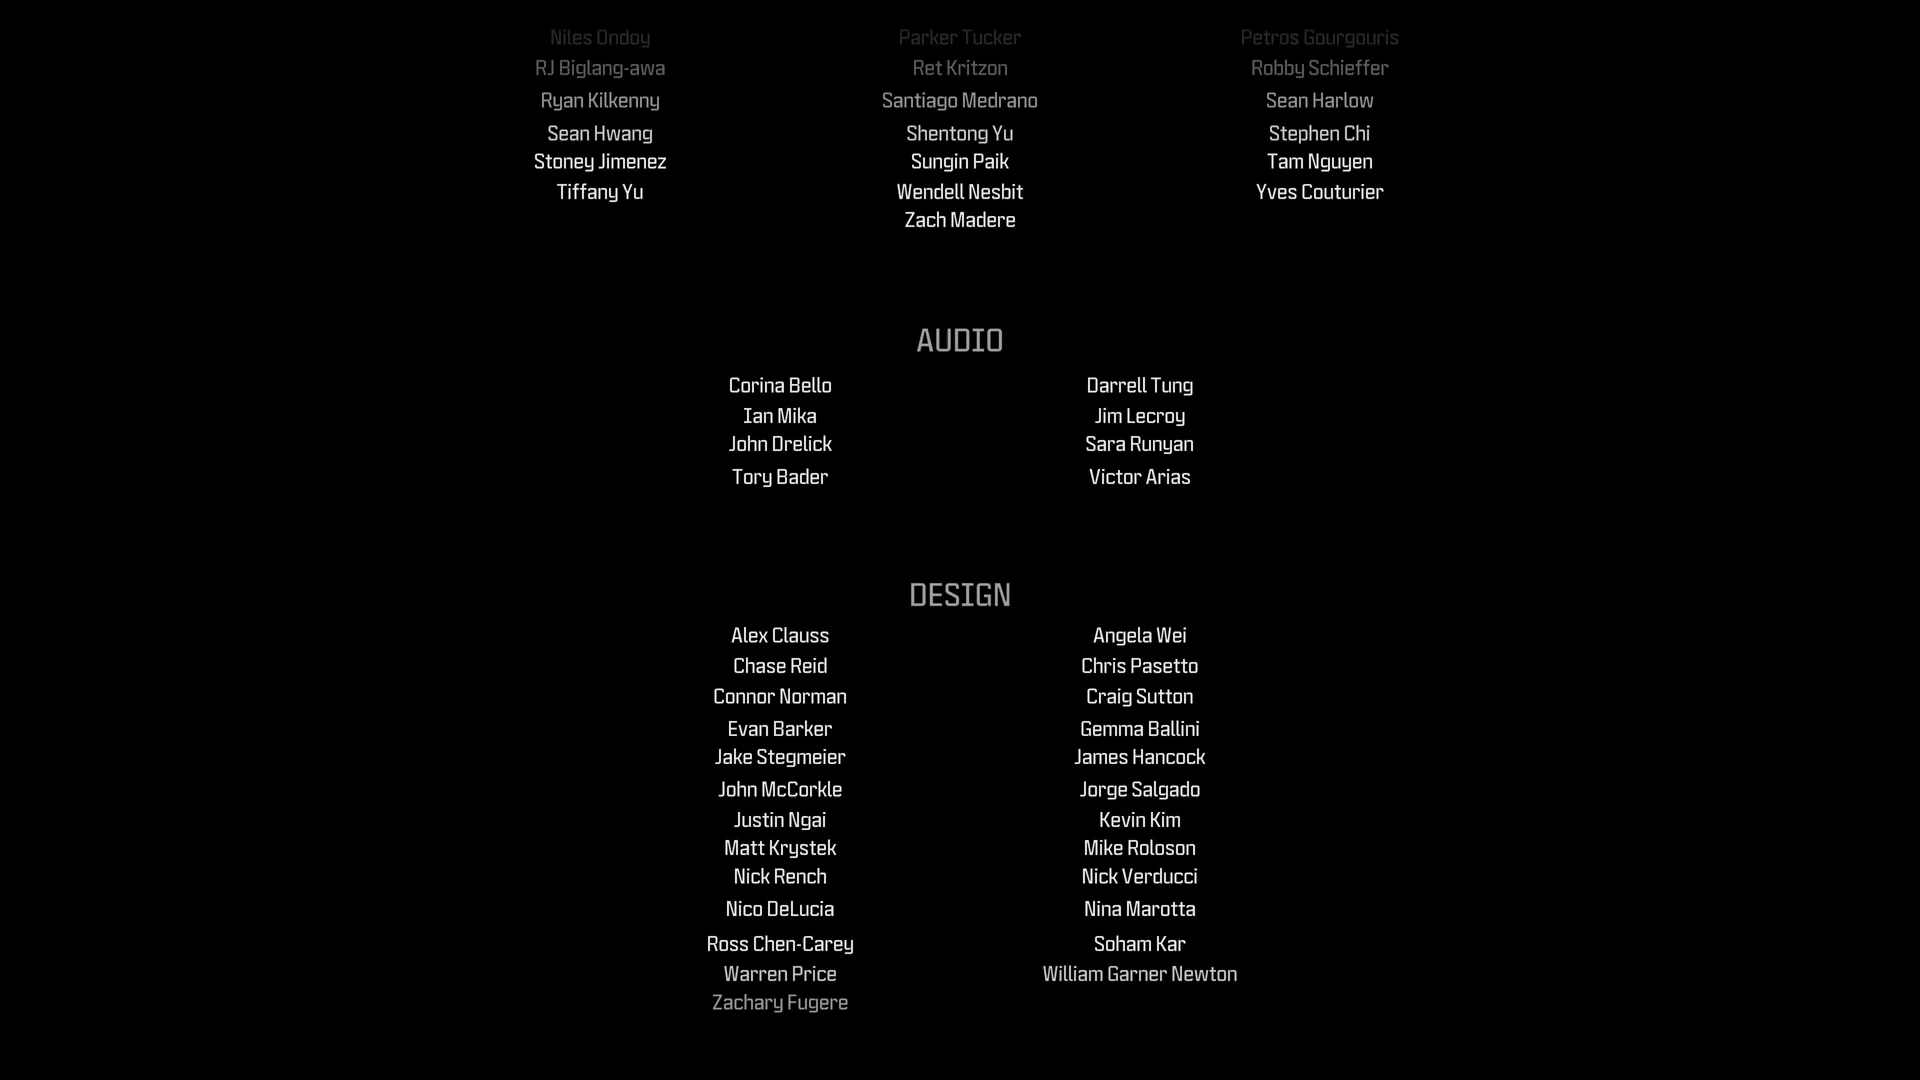 Niles Ondoy Parker Tucker Petros Gourgouris
RJ Biglang-awa Ret Kritzon Robby Schieffer
Ryan Kilkenny Santiago Medrano Sean Harlow
Sean Hwang Shentong Yu Stephen Chi
Stoney Jimenez Sungin Paik Tam Nguyen
Tiffany Yu Wendell Nesbit Yves Couturier
Zach Madere
AUDIO
Corina Bello Darrell Tung
Ian Mika Jim Lecroy
John Drelick Sara Runyan
Tory Bader Victor Arias
DESIGN
Alex Clauss Angela Wei
Chase Reid Chris Pasetto
Connor Norman Craig Sutton
Evan Barker Gemma Ballini
Jake Stegmeier James Hancock
John McCorkle Jorge Salgado
Justin Ngai Kevin Kim
Matt Krystek Mike Roloson
Nick Rench Nick Verducci
Nico DeLucia Nina Marotta
Ross Chen-Carey Soham Kar
Warren Price William Garner Newton
Zachary Fugere